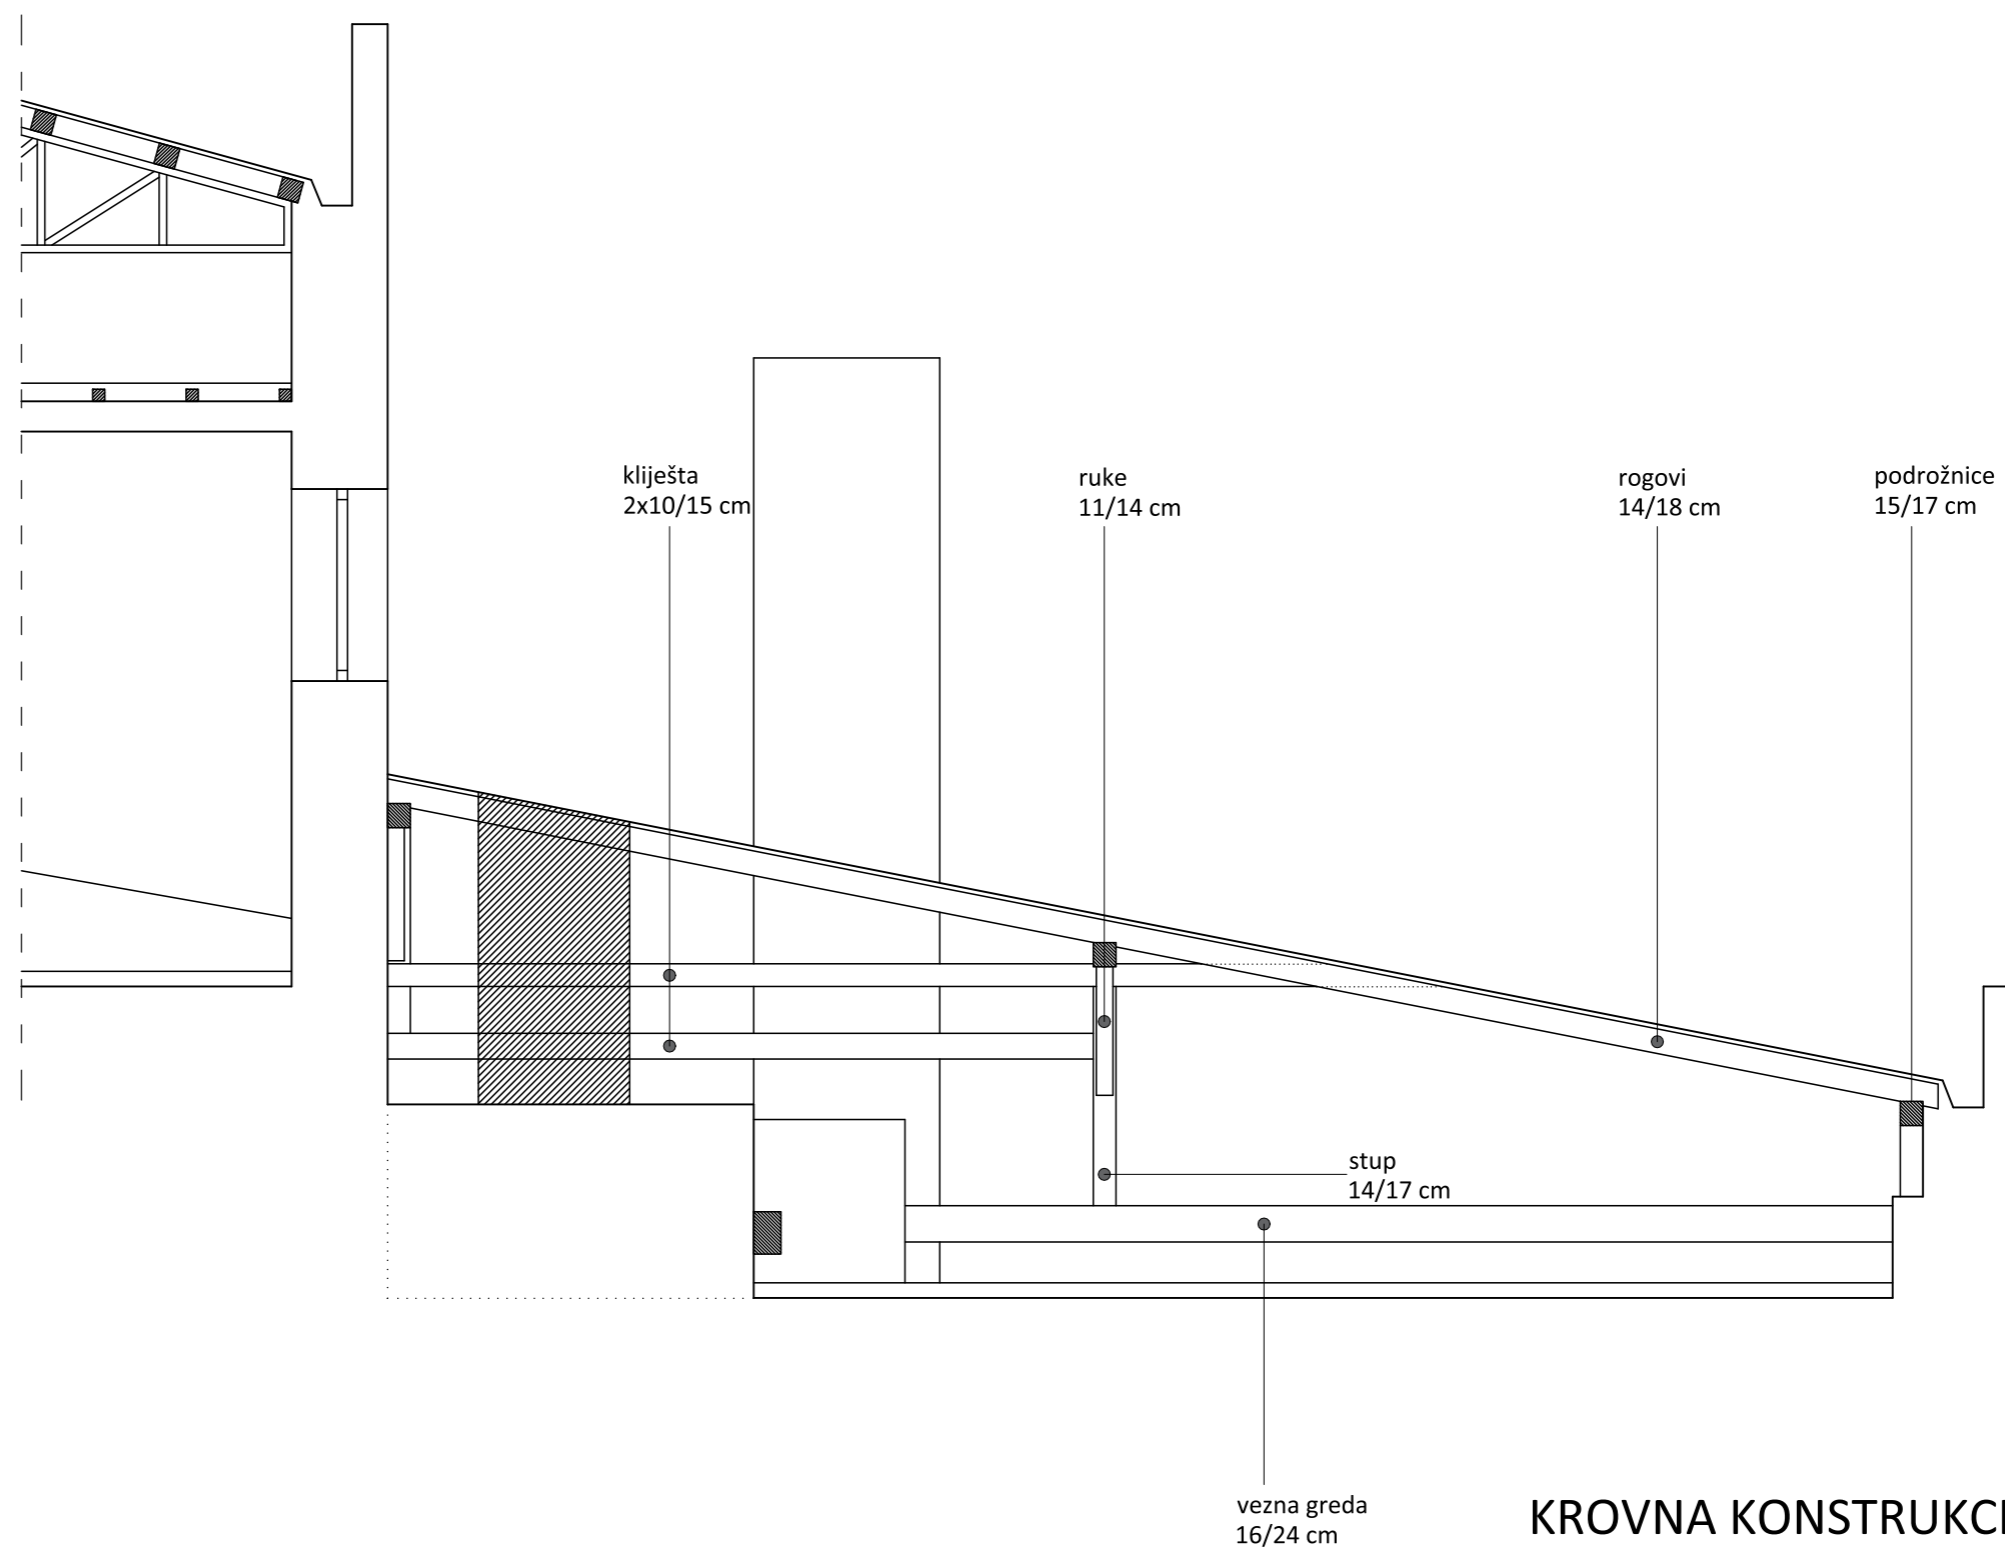 kliješta
2x10/15 cm
ruke
11/14 cm
rogovi
14/18 cm
podrožnice
15/17 cm
stup
14/17 cm
vezna greda
16/24 cm
KROVNA KONSTRUKCI